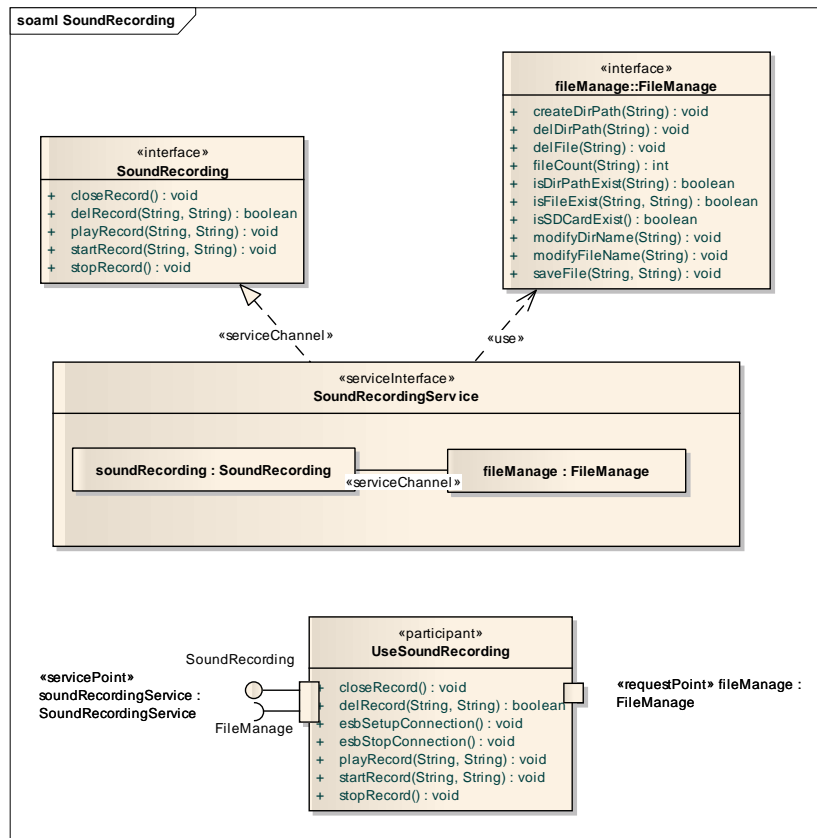 soaml SoundRecording
«interface»
SoundRecording
+ closeRecord() : void
+ delRecord(String, String) : boolean
+ playRecord(String, String) : void
+ startRecord(String, String) : void
+ stopRecord() : void
«interface»
fileManage::FileManage
+ createDirPath(String) : void
+ delDirPath(String) : void
+ delFile(String) : void
+ fileCount(String) : int
+ isDirPathExist(String) : boolean
+ isFileExist(String, String) : boolean
+ isSDCardExist() : boolean
+ modifyDirName(String) : void
+ modifyFileName(String) : void
+ saveFile(String, String) : void
«serviceChannel»
«use»
«serviceInterface»
SoundRecordingService
soundRecording : SoundRecording
«serviceChannel»
fileManage : FileManage
«participant»
UseSoundRecording
+ closeRecord() : void
+ delRecord(String, String) : boolean
+ esbSetupConnection() : void
+ esbStopConnection() : void
+ playRecord(String, String) : void
+ startRecord(String, String) : void
+ stopRecord() : void
SoundRecording
«servicePoint»
soundRecordingService :
SoundRecordingService
FileManage
«requestPoint» fileManage :
FileManage